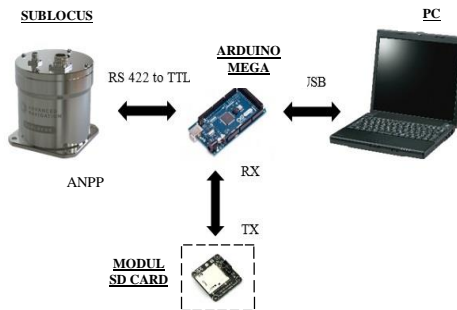 SUBLOCUS
PC
ARDUINO
MEGA
RS 422 to TTL
USB
ANPP
RX
TX
MODUL
SD CARD